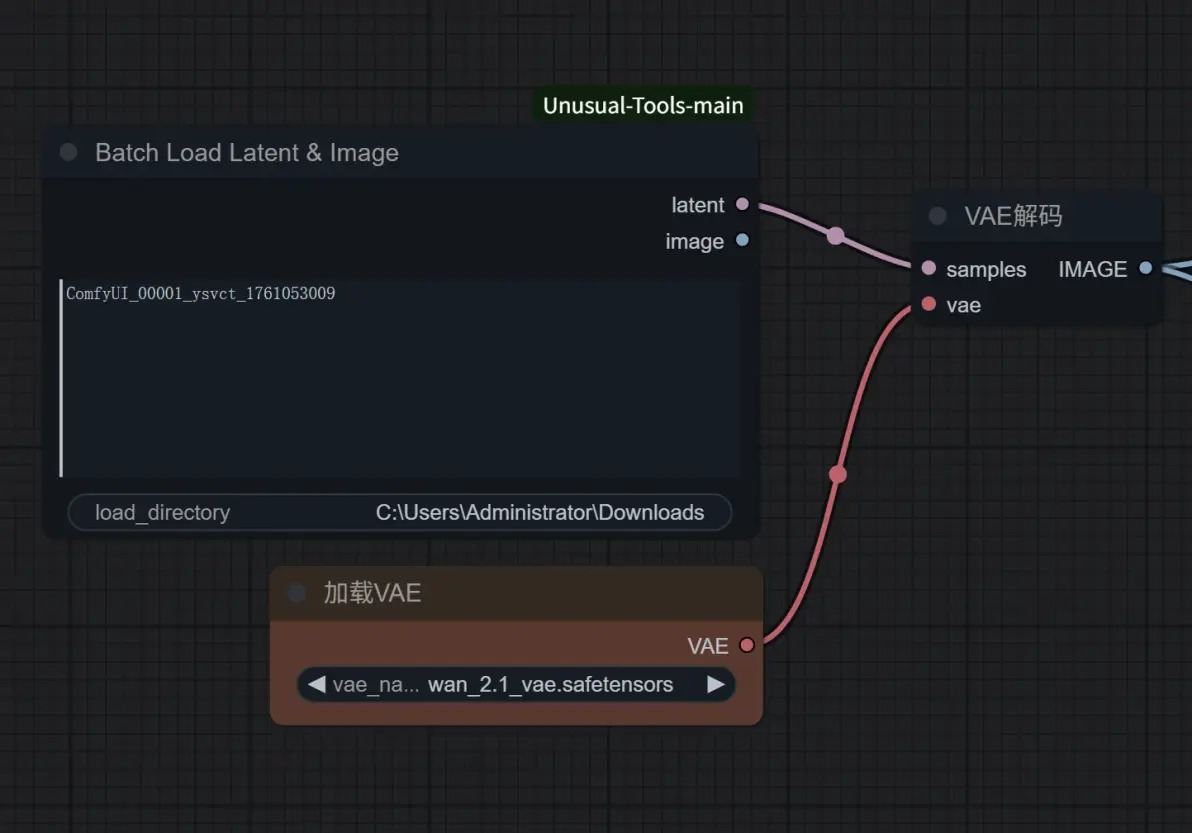 Unusual-Tools-main
Batch Load Latent & Image
latent
image
ComfyUI_00001_ysvct_1761053009
load_directory C:\Users\Administrator\Downloads
VAE解码
samples IMAGE
vae
加载VAE
VAE
vae_na... wan_2.1_vae.safetensors